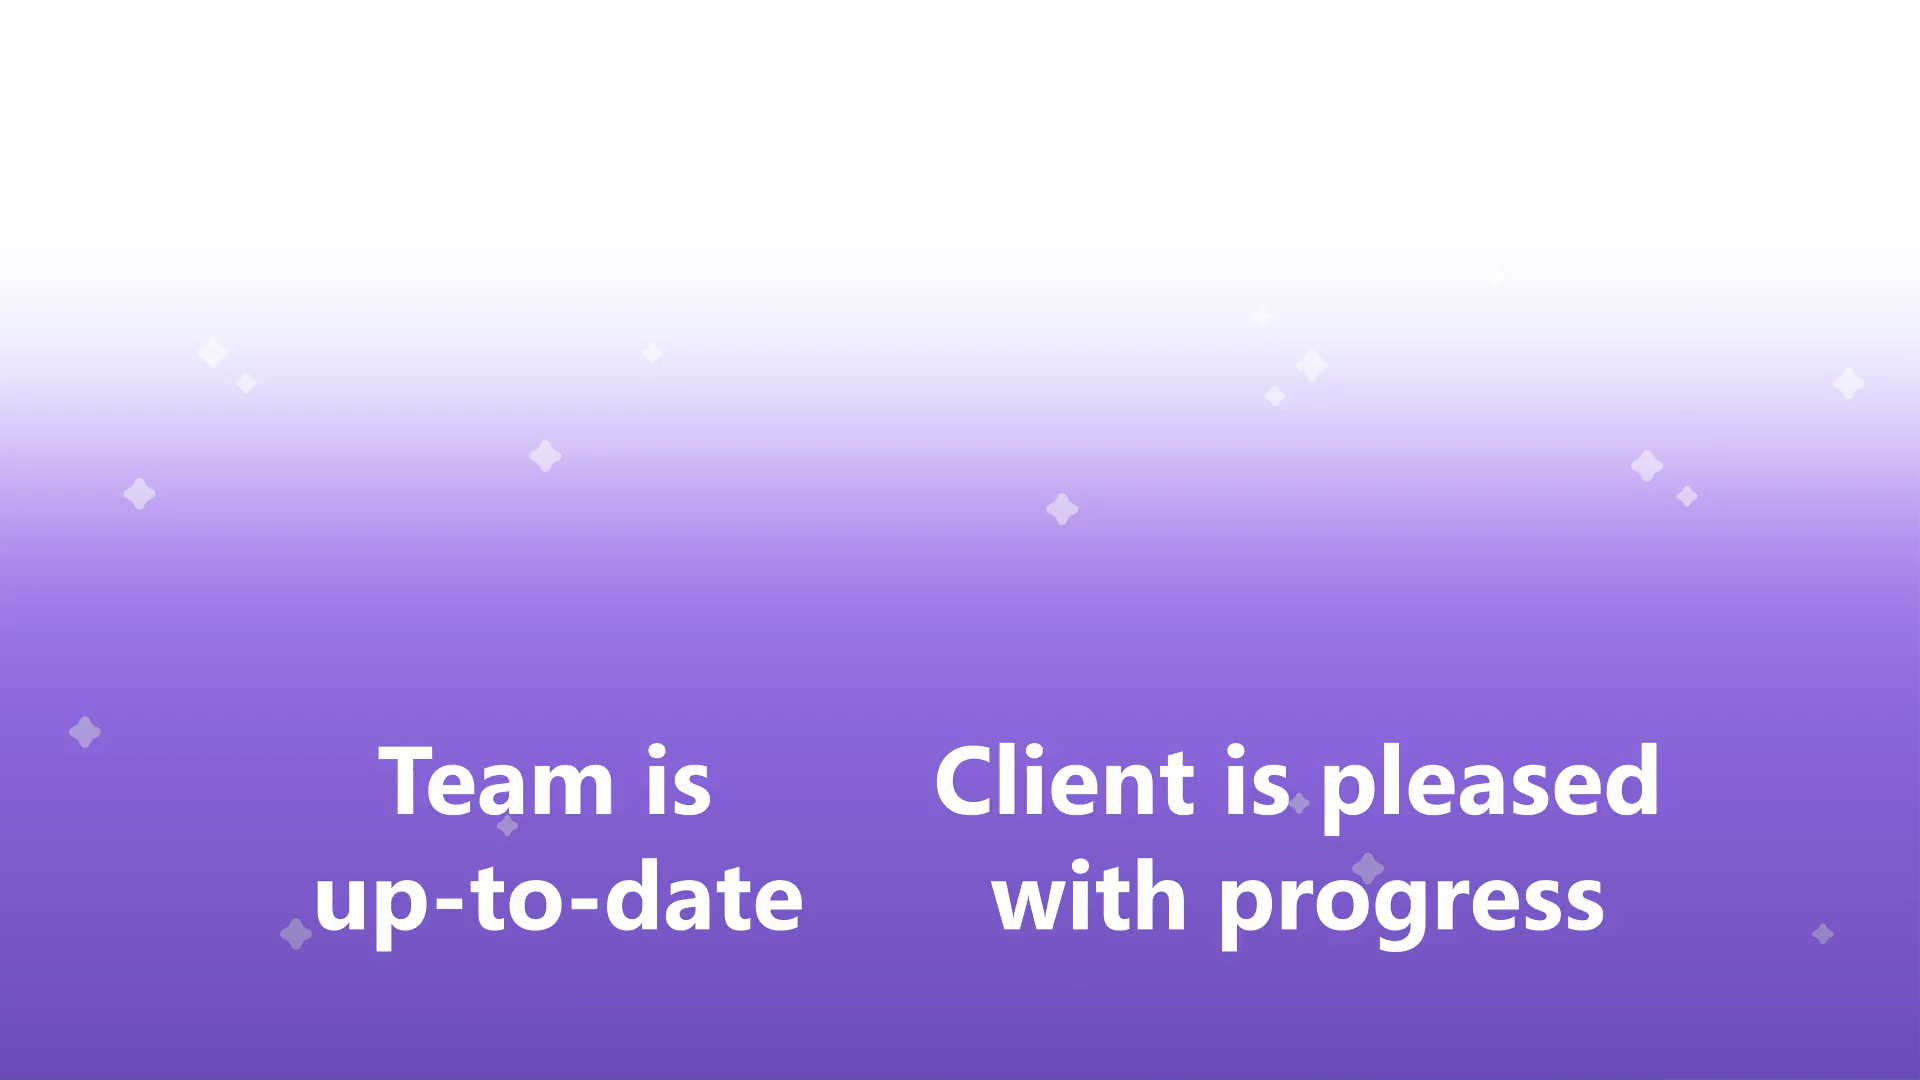 Team is
up-to-date
Client is pleased
with progress